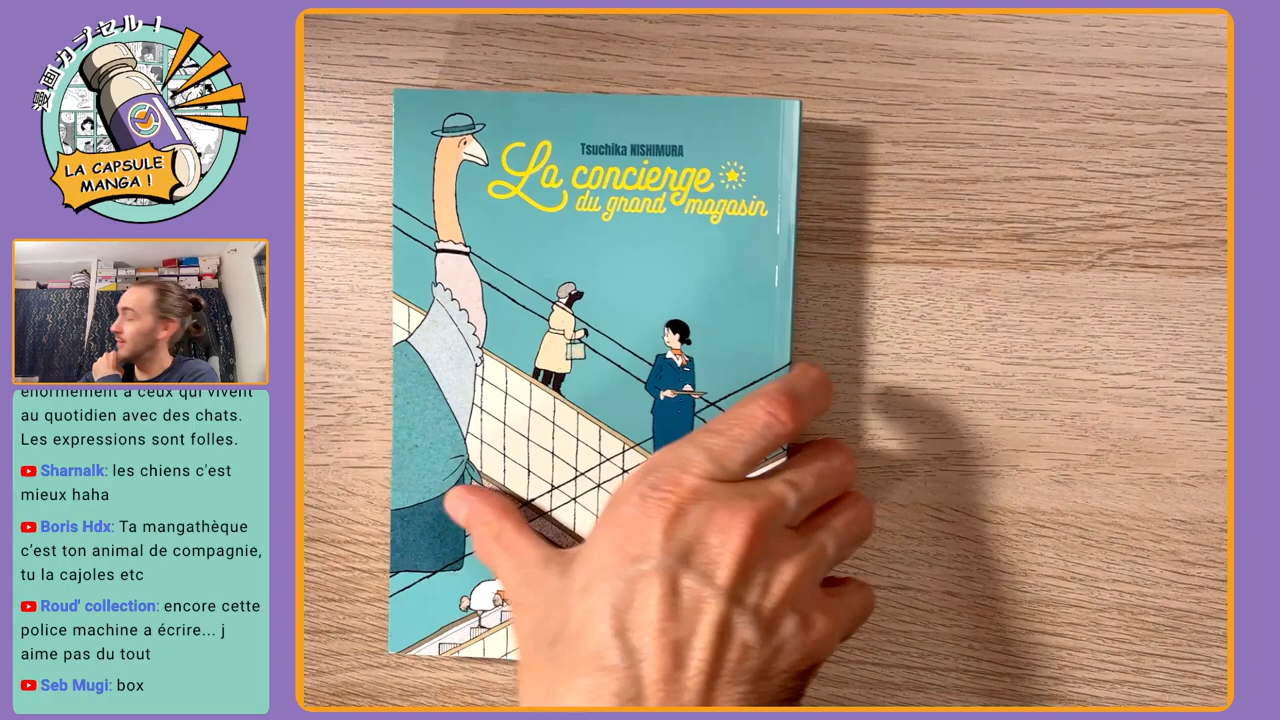 漫画カプセル!
LA CAPSULE
MANGA !
Tsuchika NISHIMURA
La concierge
du grand magasin
énormément à ceux qui vivent
au quotidien avec des chats.
Les expressions sont folles.
Sharnalk: les chiens c'est
mieux haha
Boris Hdx: Ta mangathèque
c'est ton animal de compagnie,
tu la cajoles etc
Roud' collection: encore cette
police machine a écrire... j
aime pas du tout
Seb Mugi: box